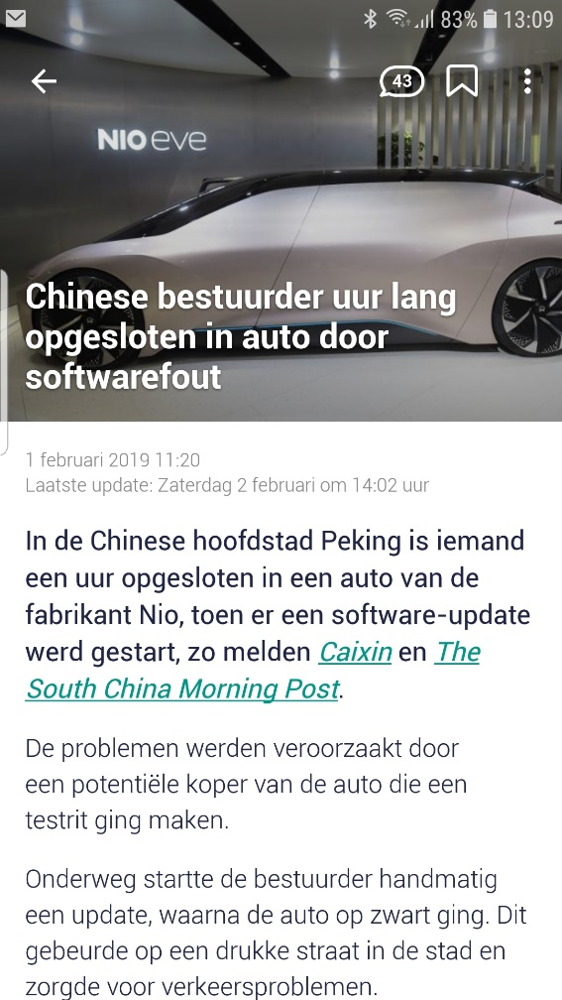 83% 13:09
43
NIO eve
Chinese bestuurder uur lang
opgesloten in auto door
softwarefout
1 februari 2019 11:20
Laatste update: Zaterdag 2 februari om 14:02 uur
In de Chinese hoofdstad Peking is iemand
een uur opgesloten in een auto van de
fabrikant Nio, toen er een software-update
werd gestart, zo melden Caixin en The
South China Morning Post.
De problemen werden veroorzaakt door
een potentiële koper van de auto die een
testrit ging maken.
Onderweg startte de bestuurder handmatig
een update, waarna de auto op zwart ging. Dit
gebeurde op een drukke straat in de stad en
zorgde voor verkeersproblemen.